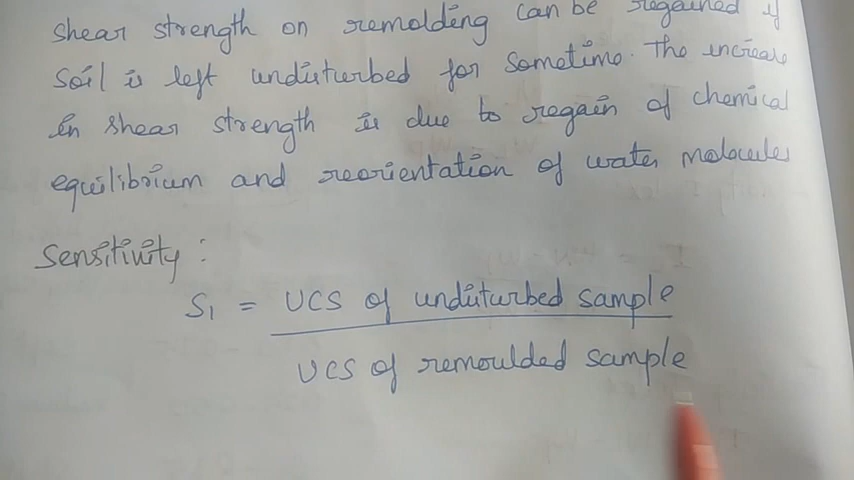 shear strength on remolding can be regained if
soil is left undisturbed for sometime. The increase
in shear strength is due to regain of chemical
equilibrium and reorientation of water molecules
Sensitivity :
S1 = UCS of undisturbed sample
UCS of remoulded sample